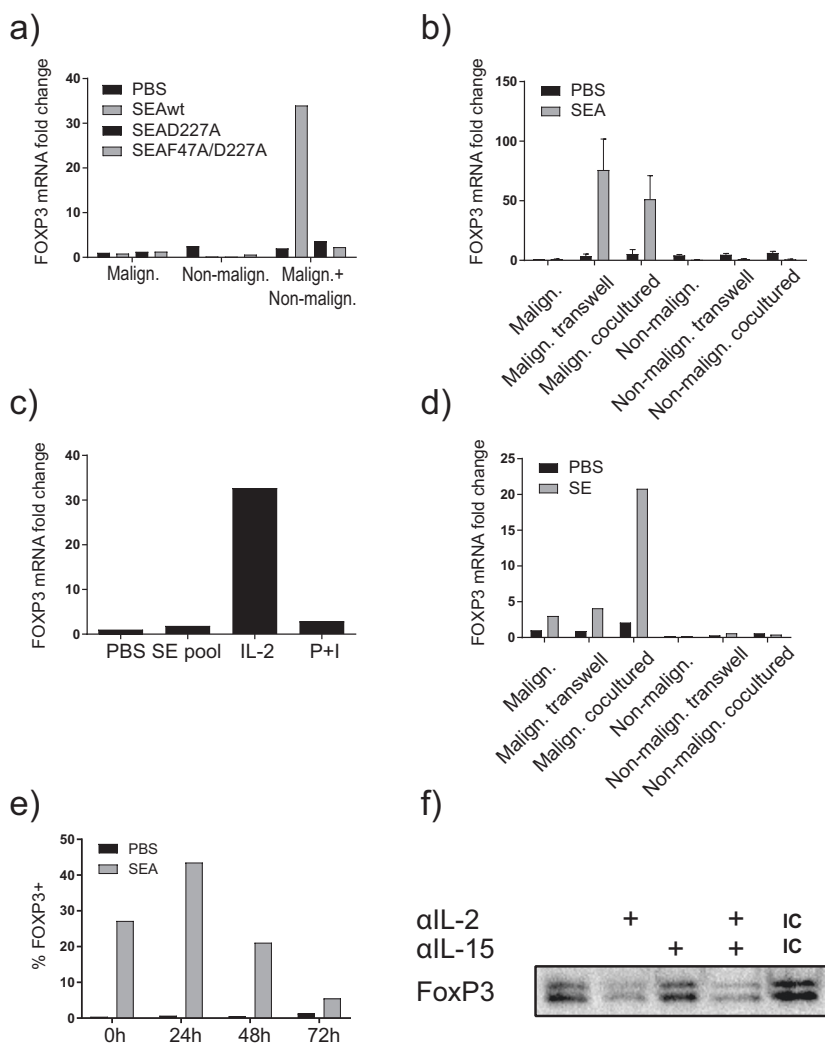 a)
FOXP3 mRNA fold change
40
30
20
10
0
PBS
SEAwt
SEAD227A
SEAF47A/D227A
Malign.
Non-malign.
Malign.+
Non-malign.
b)
FOXP3 mRNA fold change
150
100
50
0
PBS
SEA
Malign.
Malign. transwell
Malign. cocultured
Non-malign.
Non-malign. transwell
Non-malign. cocultured
c)
FOXP3 mRNA fold change
40
30
20
10
0
PBS SE pool IL-2 P+I
d)
FOXP3 mRNA fold change
25
20
15
10
5
0
PBS
SE
Malign.
Malign. transwell
Malign. cocultured
Non-malign.
Non-malign. transwell
Non-malign. cocultured
e)
% FOXP3+
50
40
30
20
10
0
PBS
SEA
0h 24h 48h 72h
f)
αIL-2 + + IC
αIL-15 + + IC
FoxP3